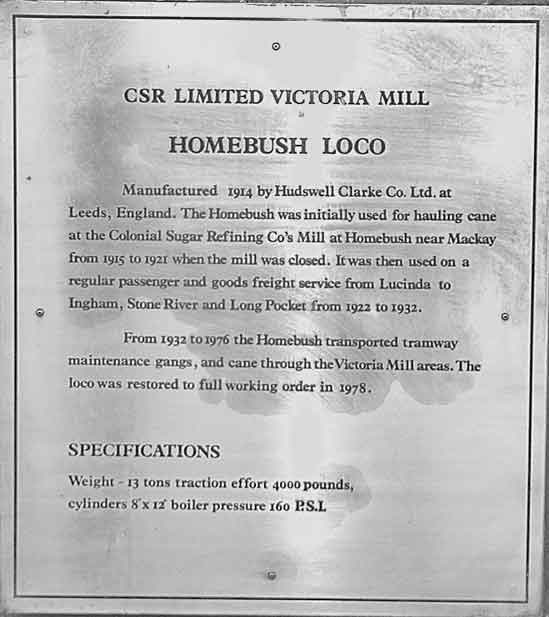 CSR LIMITED VICTORIA MILL
HOMEBUSH LOCO
Manufactured 1914 by Hudswell Clarke Co. Ltd. at
Leeds, England. The Homebush was initially used for hauling cane
at the Colonial Sugar Refining Co's Mill at Homebush near Mackay
from 1915 to 1921 when the mill was closed. It was then used on a
regular passenger and goods freight service from Lucinda to
Ingham, Stone River and Long Pocket from 1922 to 1932.
From 1932 to 1976 the Homebush transported tramway
maintenance gangs, and cane through the Victoria Mill areas. The
loco was restored to full working order in 1978.
SPECIFICATIONS
Weight - 13 tons traction effort 4000 pounds,
cylinders 8" x 12" boiler pressure 160 P.S.I.